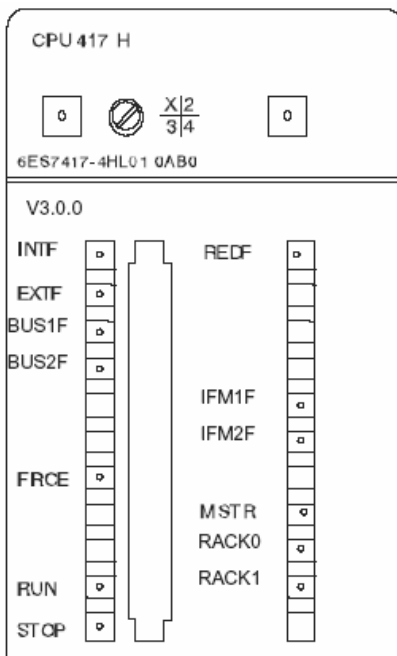 CPU 417 H
X 2
3 4
6ES7417-4HL01 0AB0
V3.0.0
INTF
REDF
EXTF
BUS1F
BUS2F
IFM1F
IFM2F
FRCE
MSTR
RACK0
RUN
RACK1
STOP